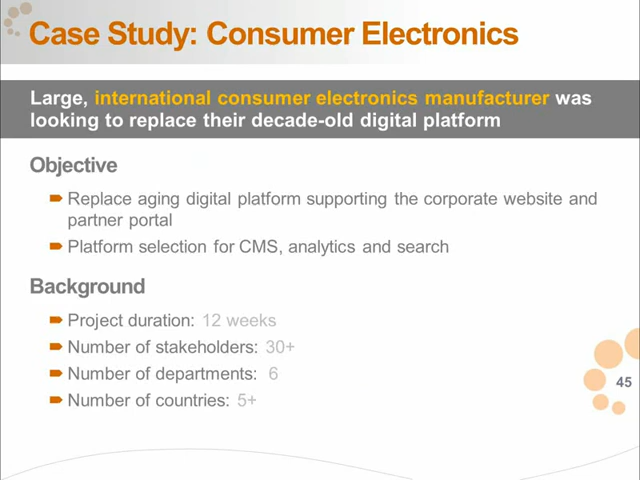 Case Study: Consumer Electronics
Large, international consumer electronics manufacturer was
looking to replace their decade-old digital platform
Objective
Replace aging digital platform supporting the corporate website and
partner portal
Platform selection for CMS, analytics and search
Background
Project duration: 12 weeks
Number of stakeholders: 30+
Number of departments: 6
Number of countries: 5+
45